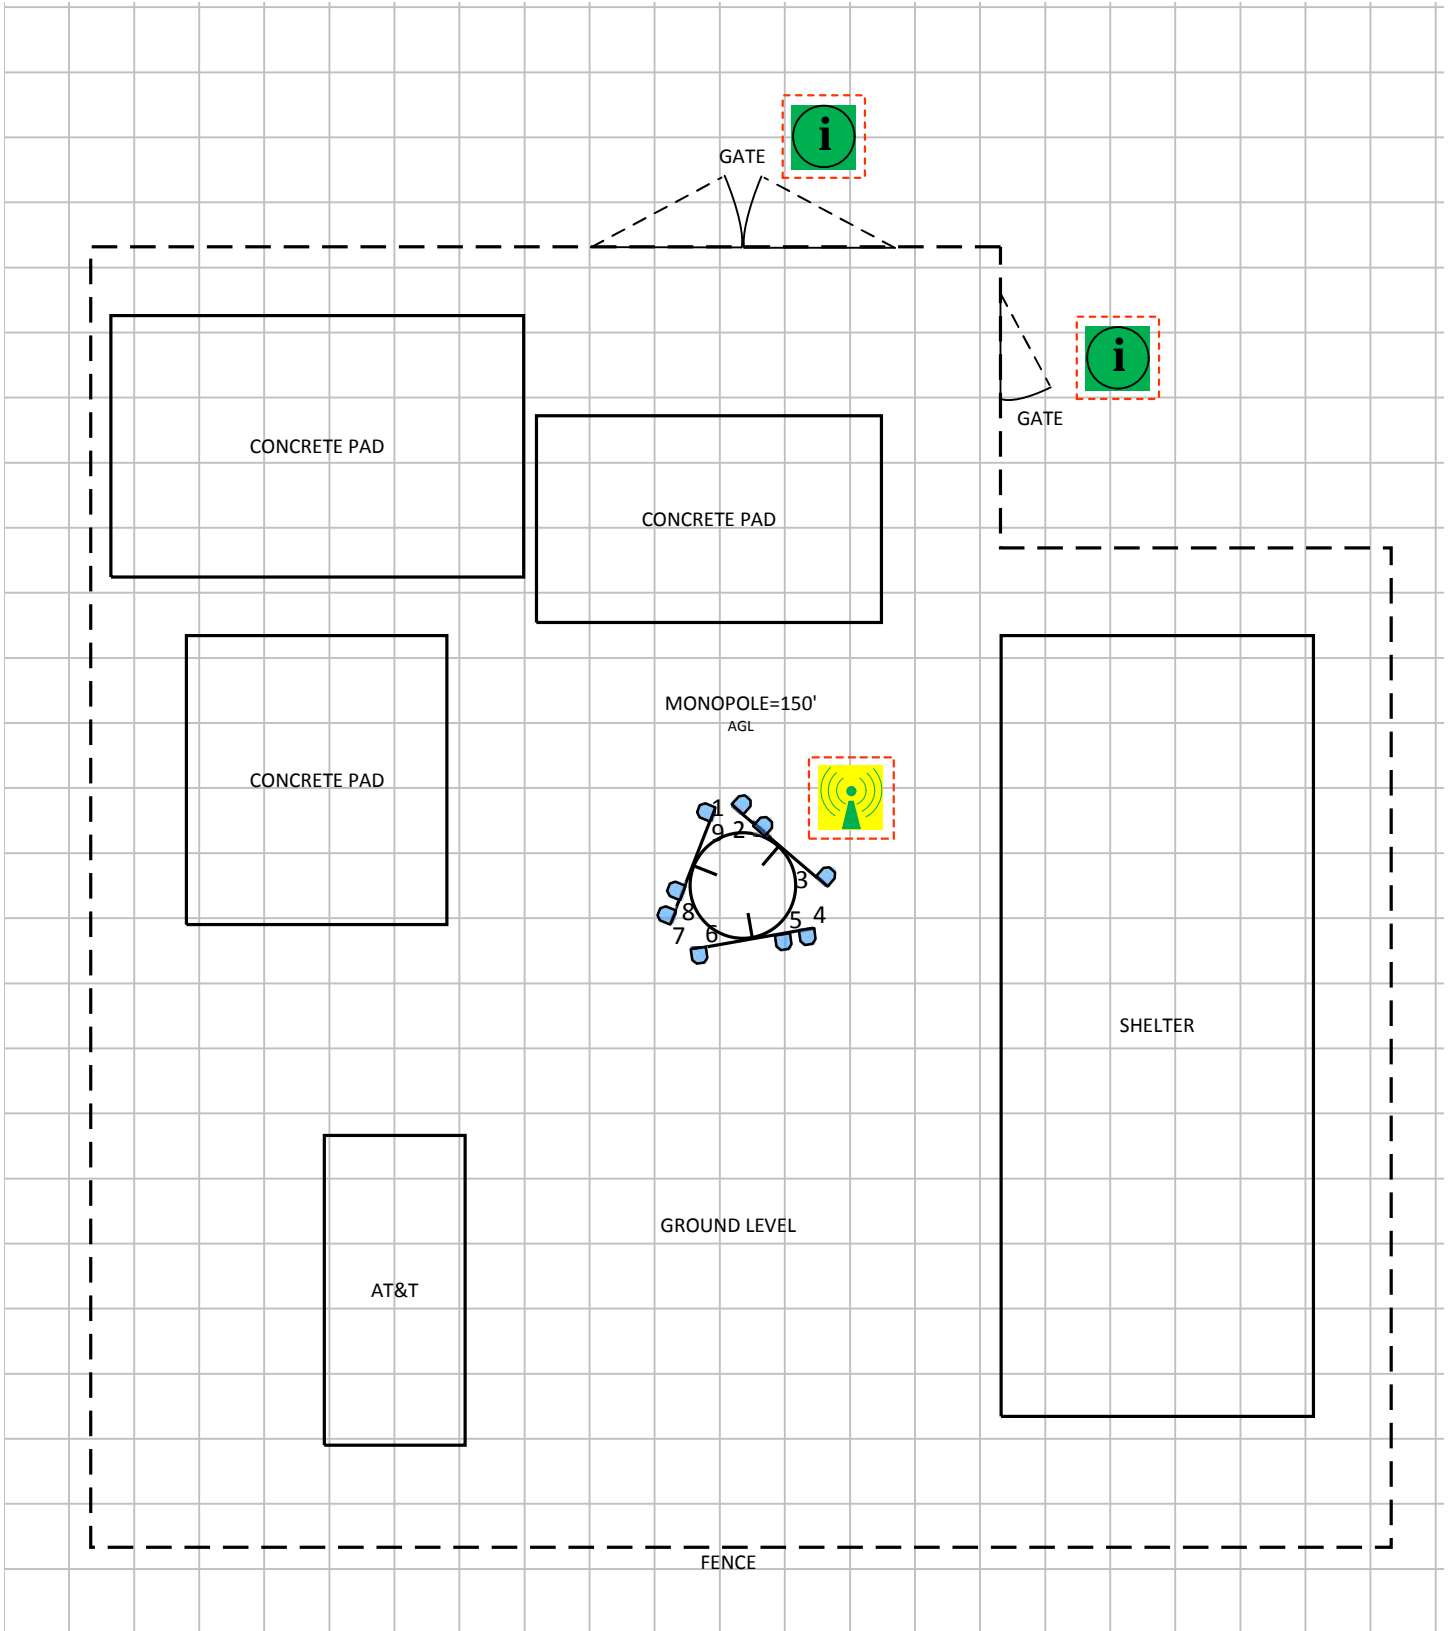 i
GATE
i
GATE
CONCRETE PAD
CONCRETE PAD
MONOPOLE=150'
AGL
CONCRETE PAD
1
9
2
3
8
4
5
7
6
SHELTER
GROUND LEVEL
AT&T
FENCE